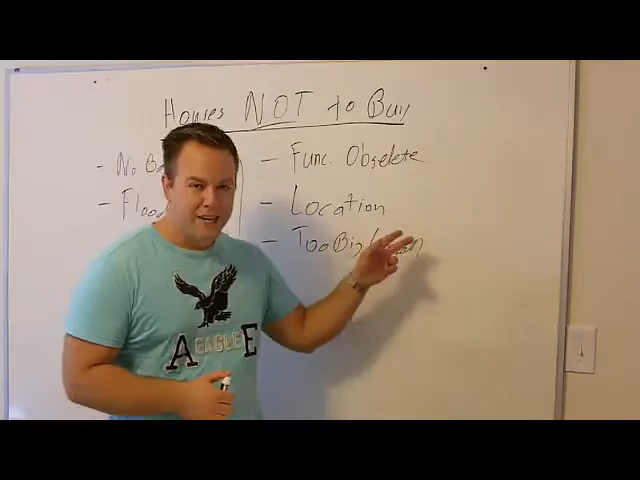 Houses NOT to Buy
- No
- Func. Obselete
- Location
- Too Big
A EAGLE E